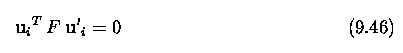 uᵢᵀ F u'ᵢ = 0 (9.46)